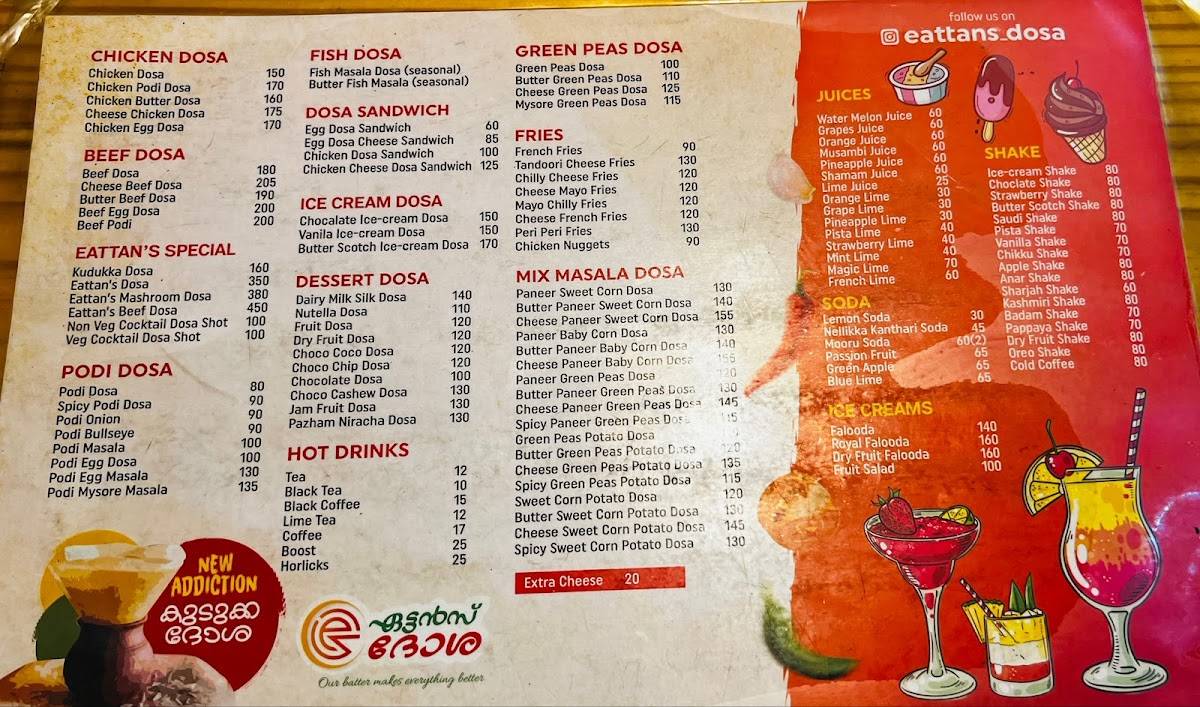 CHICKEN DOSA
Chicken Dosa 150
Chicken Podi Dosa 170
Chicken Butter Dosa 160
Cheese Chicken Dosa 175
Chicken Egg Dosa 170
BEEF DOSA
Beef Dosa 180
Cheese Beef Dosa 205
Butter Beef Dosa 190
Beef Egg Dosa 200
Beef Podi 200
EATTAN'S SPECIAL
Kudukka Dosa 160
Eattan's Dosa 350
Eattan's Mashroom Dosa 380
Eattan's Beef Dosa 450
Non Veg Cocktail Dosa Shot 100
Veg Cocktail Dosa Shot 100
PODI DOSA
Podi Dosa 80
Spicy Podi Dosa 90
Podi Onion 90
Podi Bullseye 90
Podi Masala 100
Podi Egg Dosa 100
Podi Egg Masala 130
Podi Mysore Masala 135
NEW
ADDICTION
കുടുക്ക
ദോശ
FISH DOSA
Fish Masala Dosa (seasonal)
Butter Fish Masala (seasonal)
DOSA SANDWICH
Egg Dosa Sandwich 60
Egg Dosa Cheese Sandwich 85
Chicken Dosa Sandwich 100
Chicken Cheese Dosa Sandwich 125
ICE CREAM DOSA
Chocalate Ice-cream Dosa 150
Vanila Ice-cream Dosa 150
Butter Scotch Ice-cream Dosa 170
DESSERT DOSA
Dairy Milk Silk Dosa 140
Nutella Dosa 110
Fruit Dosa 120
Dry Fruit Dosa 120
Choco Coco Dosa 120
Choco Chip Dosa 120
Chocolate Dosa 100
Choco Cashew Dosa 130
Jam Fruit Dosa 130
Pazham Niracha Dosa 130
HOT DRINKS
Tea 12
Black Tea 10
Black Coffee 15
Lime Tea 12
Coffee 17
Boost 25
Horlicks 25
ഏട്ടൻസ്
ദോശ
Our batter makes everything better
GREEN PEAS DOSA
Green Peas Dosa 100
Butter Green Peas Dosa 110
Cheese Green Peas Dosa 125
Mysore Green Peas Dosa 115
FRIES
French Fries 90
Tandoori Cheese Fries 130
Chilly Cheese Fries 120
Cheese Mayo Fries 120
Mayo Chilly Fries 120
Cheese French Fries 120
Peri Peri Fries 130
Chicken Nuggets 90
MIX MASALA DOSA
Paneer Sweet Corn Dosa 130
Butter Paneer Sweet Corn Dosa 140
Cheese Paneer Sweet Corn Dosa 155
Paneer Baby Corn Dosa 130
Butter Paneer Baby Corn Dosa 140
Cheese Paneer Baby Corn Dosa 155
Paneer Green Peas Dosa 120
Butter Paneer Green Peas Dosa 130
Cheese Paneer Green Peas Dosa 145
Spicy Paneer Green Peas Dosa
Green Peas Potato Dosa
Butter Green Peas Potato Dosa 120
Cheese Green Peas Potato Dosa 135
Spicy Green Peas Potato Dosa 115
Sweet Corn Potato Dosa 120
Butter Sweet Corn Potato Dosa 130
Cheese Sweet Corn Potato Dosa 145
Spicy Sweet Corn Potato Dosa 130
Extra Cheese 20
follow us on
eattans_dosa
JUICES
Water Melon Juice 60
Grapes Juice 60
Orange Juice 60
Musambi Juice 60
Pineapple Juice 60
Shamam Juice 60
Lime Juice 25
Orange Lime 30
Grape Lime 30
Pineapple Lime 30
Pista Lime 40
Strawberry Lime 40
Mint Lime 40
Magic Lime 70
French Lime 60
SODA
Lemon Soda 30
Nellikka Kanthari Soda 45
Mooru Soda 60(2)
Passion Fruit 65
Green Apple 65
Blue Lime 65
ICE CREAMS
Falooda 140
Royal Falooda 160
Dry Fruit Falooda 160
Fruit Salad 100
SHAKE
Ice-cream Shake 80
Choclate Shake 80
Strawberry Shake 80
Butter Scotch Shake 80
Saudi Shake 80
Pista Shake 70
Vanilla Shake 70
Chikku Shake 70
Apple Shake 80
Anar Shake 80
Sharjah Shake 60
Kashmiri Shake 80
Badam Shake 70
Pappaya Shake 70
Dry Fruit Shake 80
Oreo Shake 80
Cold Coffee 80